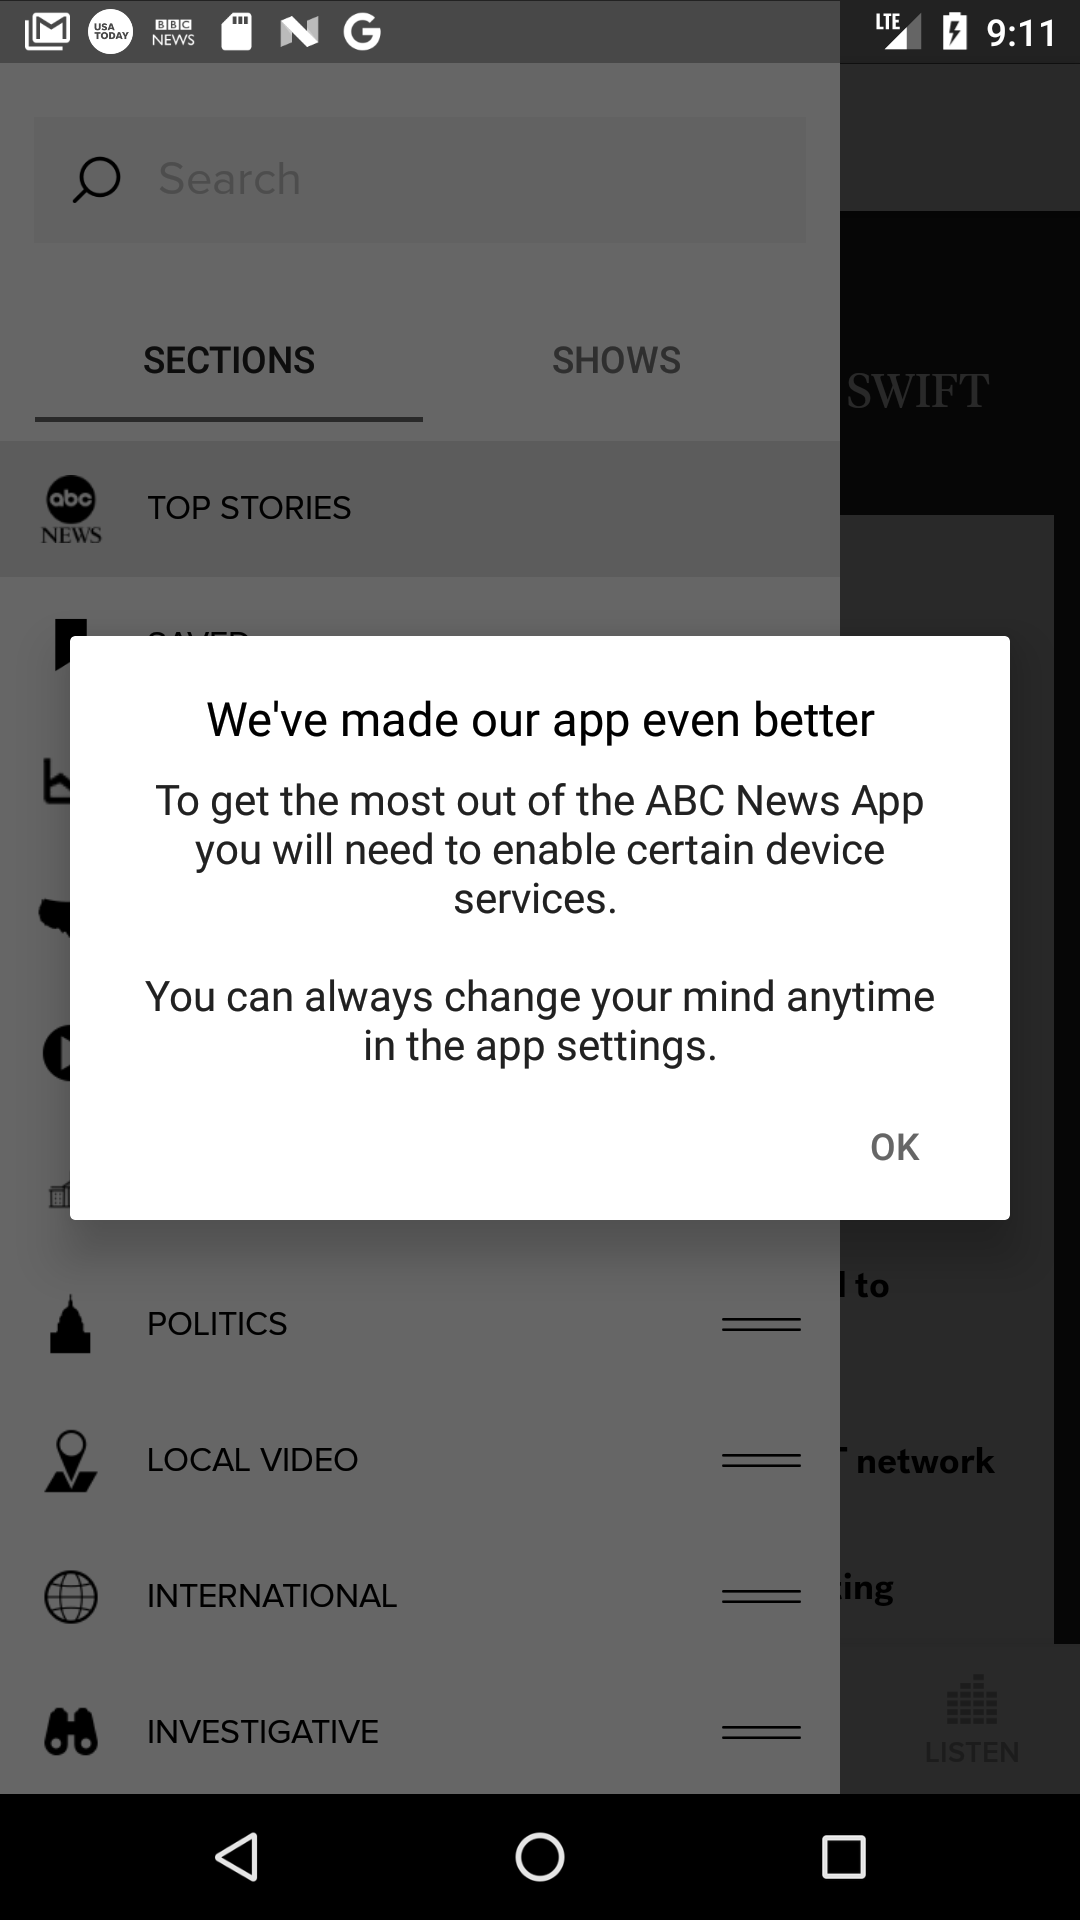 USA TODAY
BBC NEWS
LTE
9:11
Search
SECTIONS
SHOWS
SWIFT
abc NEWS
TOP STORIES
SAVED
We've made our app even better
To get the most out of the ABC News App
you will need to enable certain device
services.
You can always change your mind anytime
in the app settings.
OK
to
POLITICS
LOCAL VIDEO
network
INTERNATIONAL
ing
INVESTIGATIVE
LISTEN